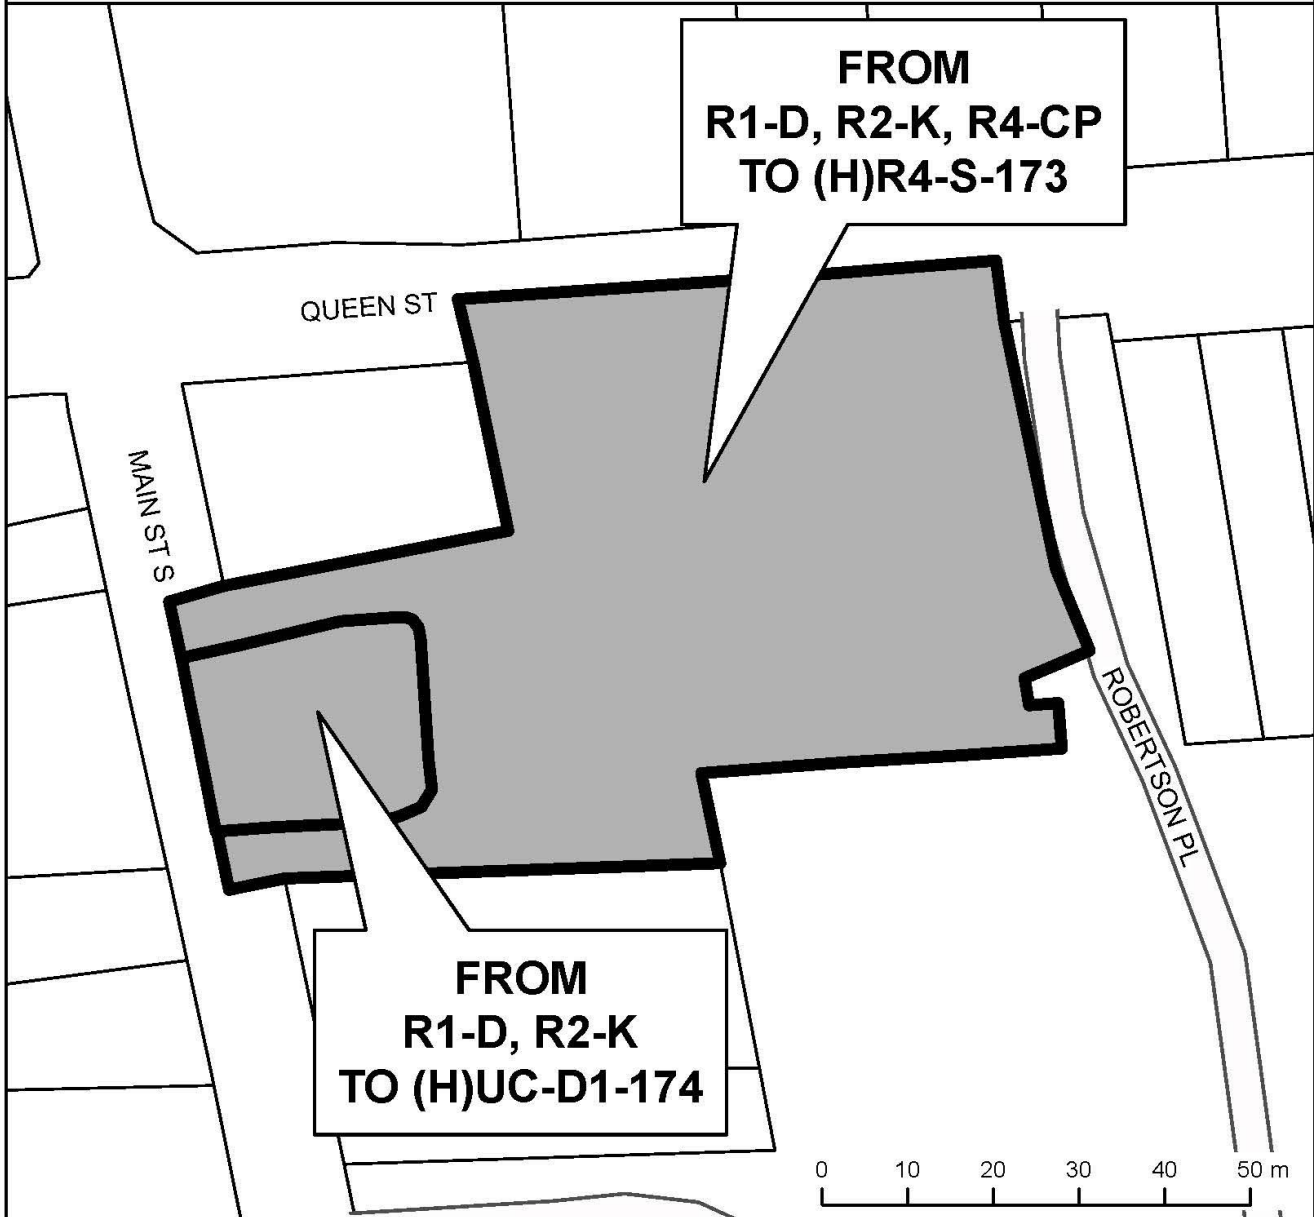 FROM
R1-D, R2-K, R4-CP
TO (H)R4-S-173
QUEEN ST
MAIN ST S
ROBERTSON PL
FROM
R1-D, R2-K
TO (H)UC-D1-174
0 10 20 30 40 50 m